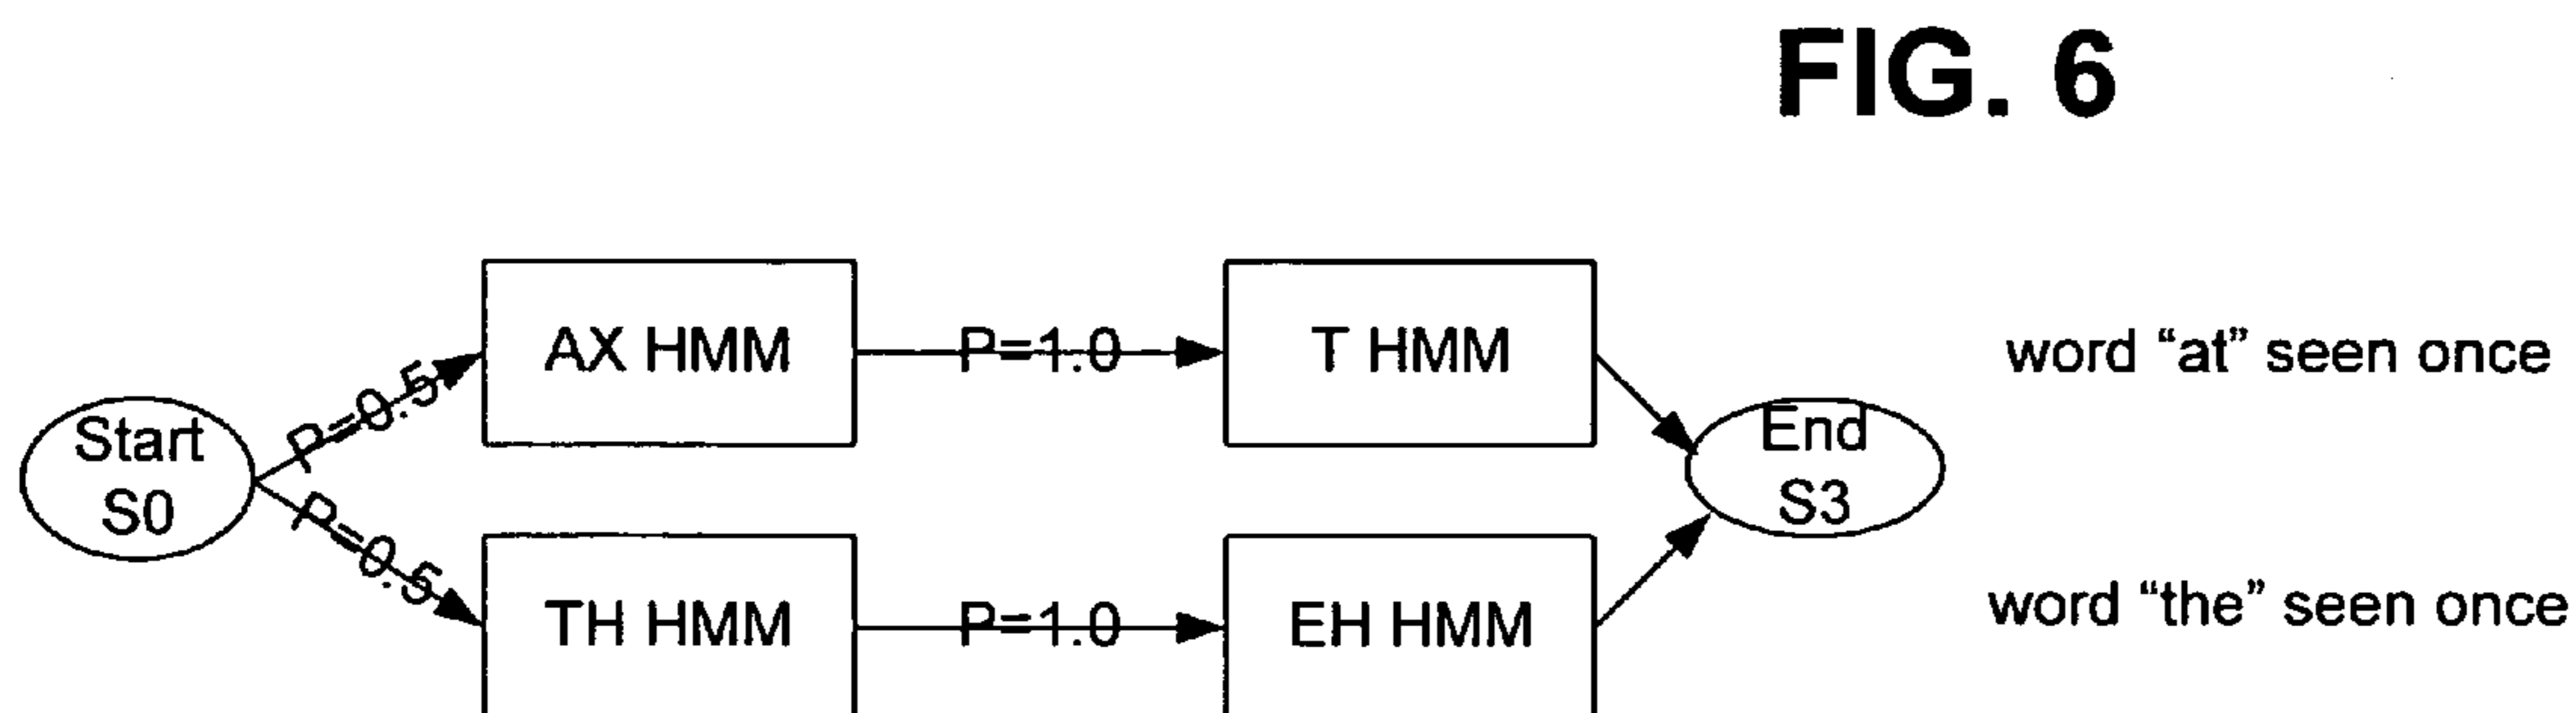 FIG. 6
AX HMM
P=1.0
T HMM
word “at” seen once
P=0.5
Start
S0
End
S3
P=0.5
TH HMM
P=1.0
EH HMM
word “the” seen once